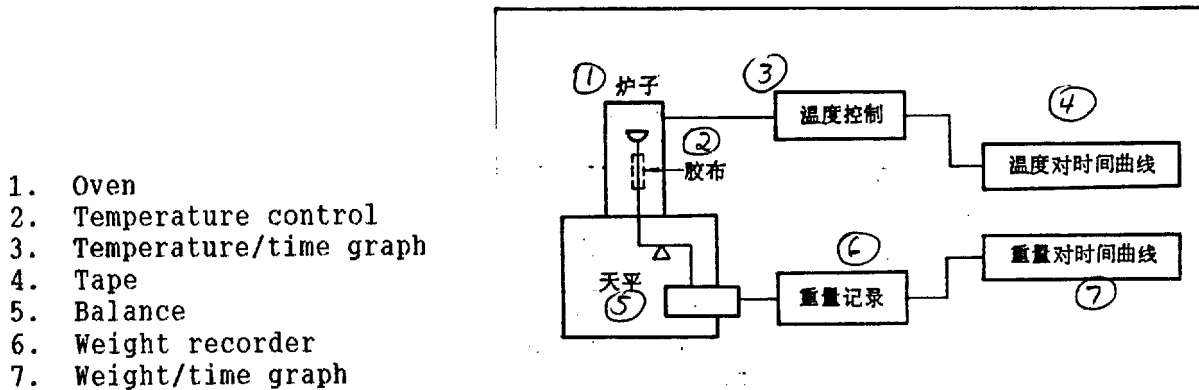 ① 炉子
③
温度控制
④
温度对时间曲线
②
胶布
1. Oven
2. Temperature control
3. Temperature/time graph
4. Tape
5. Balance
6. Weight recorder
7. Weight/time graph
天平
⑤
⑥
重量记录
重量对时间曲线
⑦